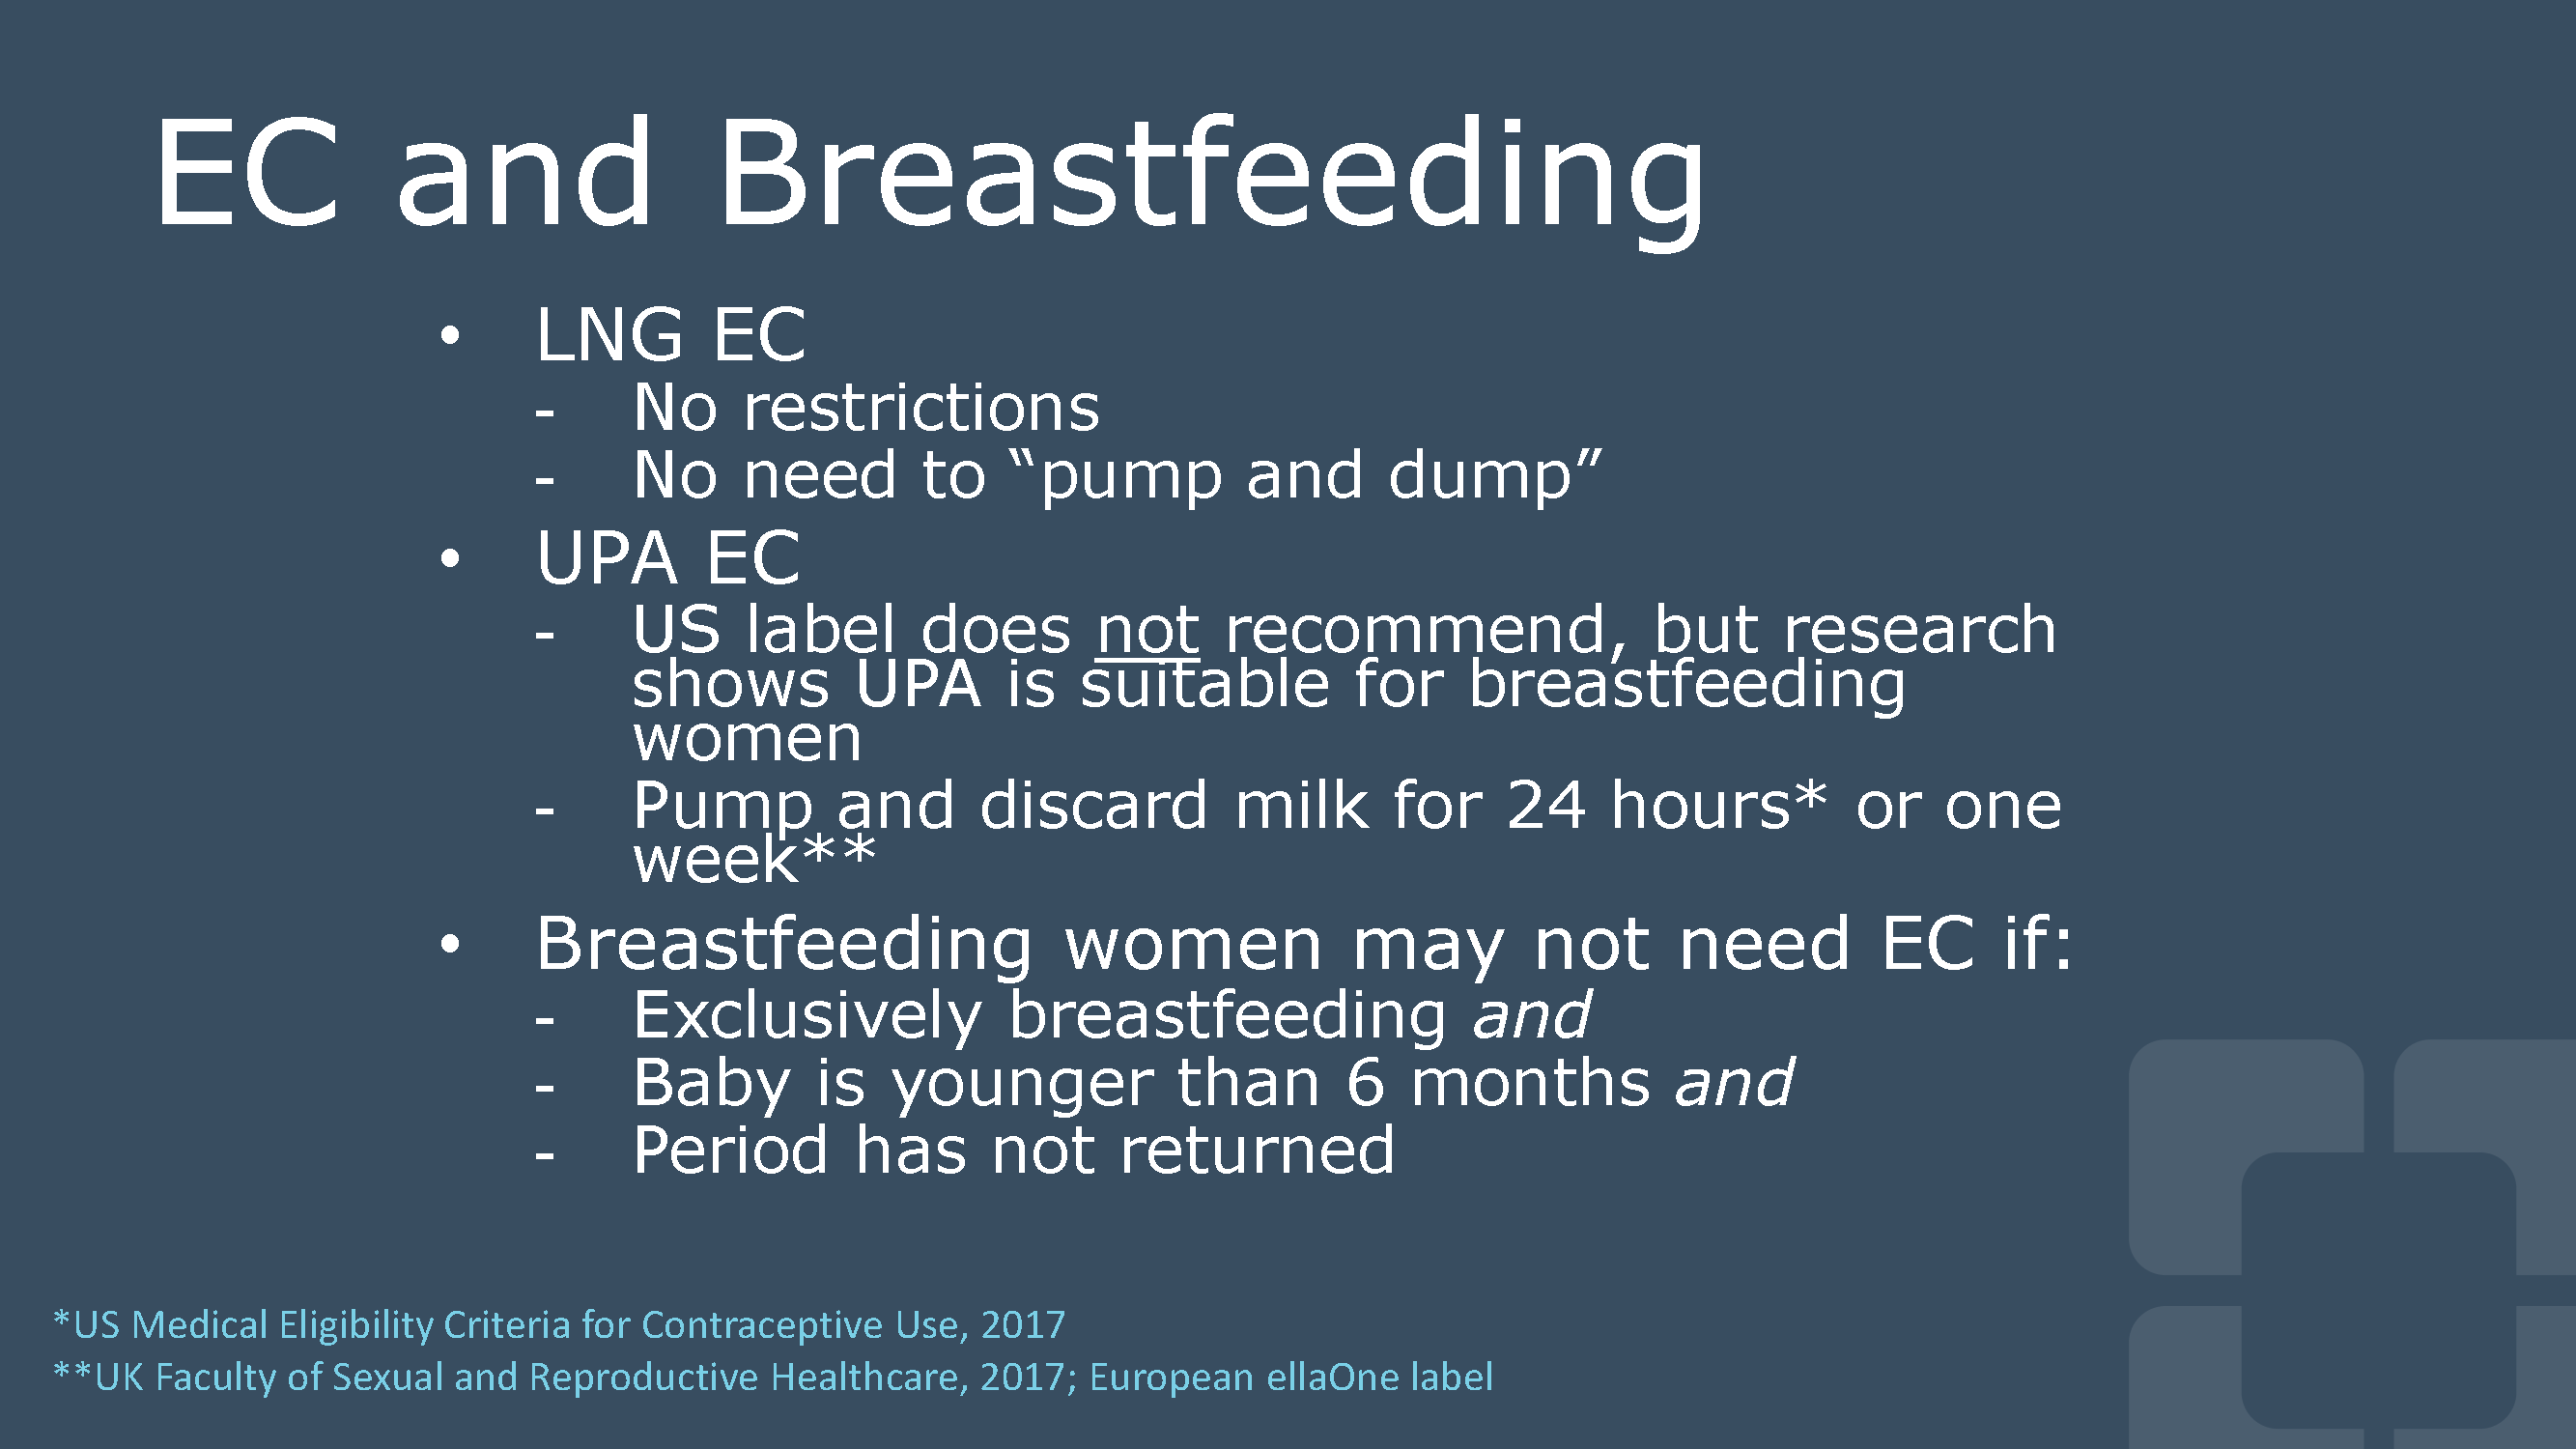 EC and Breastfeeding
• LNG EC
- No restrictions
- No need to “pump and dump”
• UPA EC
- US label does not recommend, but research
shows UPA is suitable for breastfeeding
women
- Pump and discard milk for 24 hours* or one
week**
• Breastfeeding women may not need EC if:
- Exclusively breastfeeding and
- Baby is younger than 6 months and
- Period has not returned
*US Medical Eligibility Criteria for Contraceptive Use, 2017
**UK Faculty of Sexual and Reproductive Healthcare, 2017; European ellaOne label